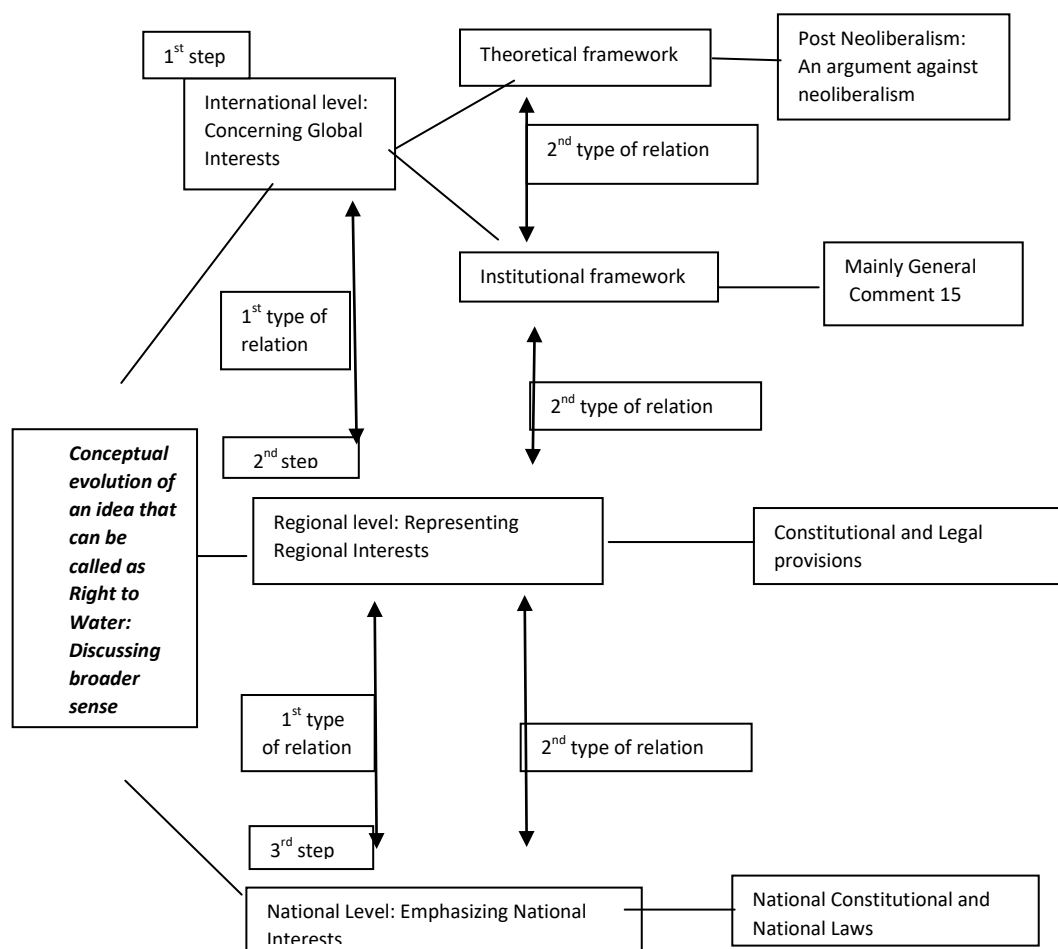 1st step
International level:
Concerning Global
Interests
Theoretical framework
Post Neoliberalism:
An argument against
neoliberalism
2nd type of relation
Institutional framework
Mainly General
Comment 15
1st type of
relation
2nd type of relation
2nd step
Conceptual
evolution of
an idea that
can be
called as
Right to
Water:
Discussing
broader
sense
Regional level: Representing
Regional Interests
Constitutional and Legal
provisions
1st type
of relation
2nd type of relation
3rd step
National Level: Emphasizing National
Interests
National Constitutional and
National Laws